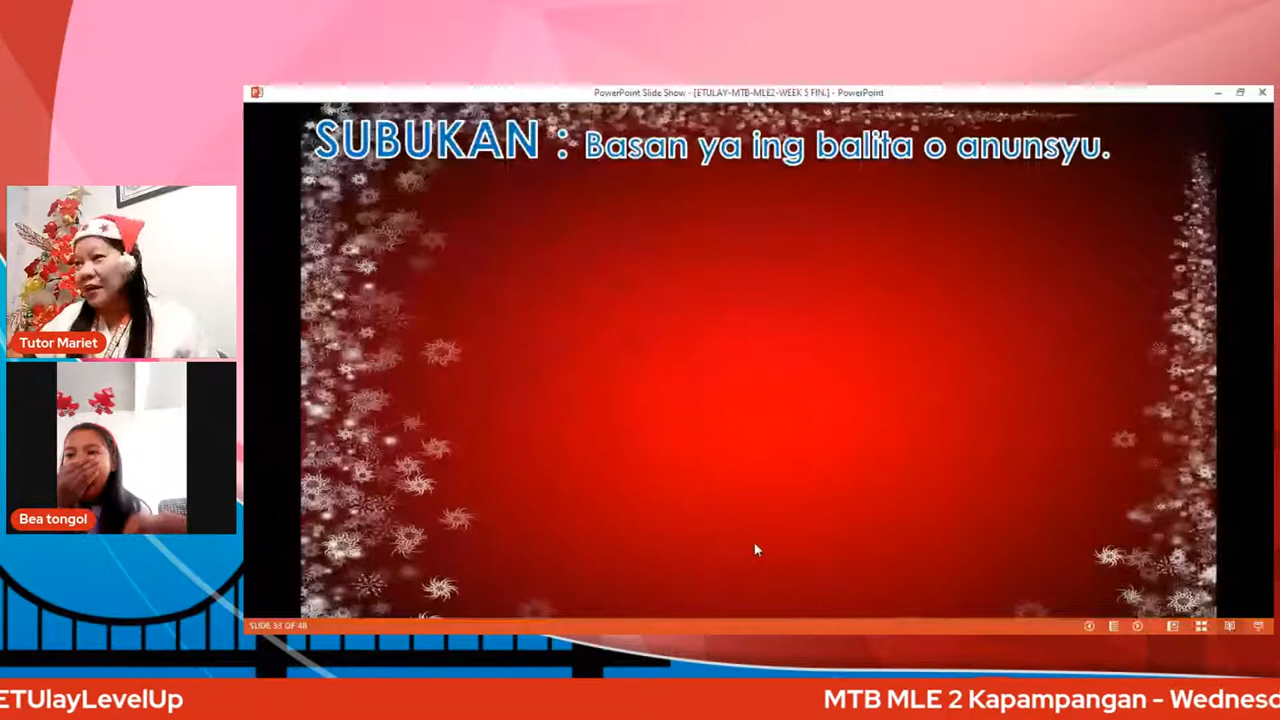 PowerPoint Slide Show - [ETULAY-MTB-MLE2-WEEK 5 FIN.] - PowerPoint
SUBUKAN : Basan ya ing balita o anunsyu.
Tutor Mariet
Bea tongol
SLIDE 33 OF 48
ETUlayLevelUp
MTB MLE 2 Kapampangan - Wednesd